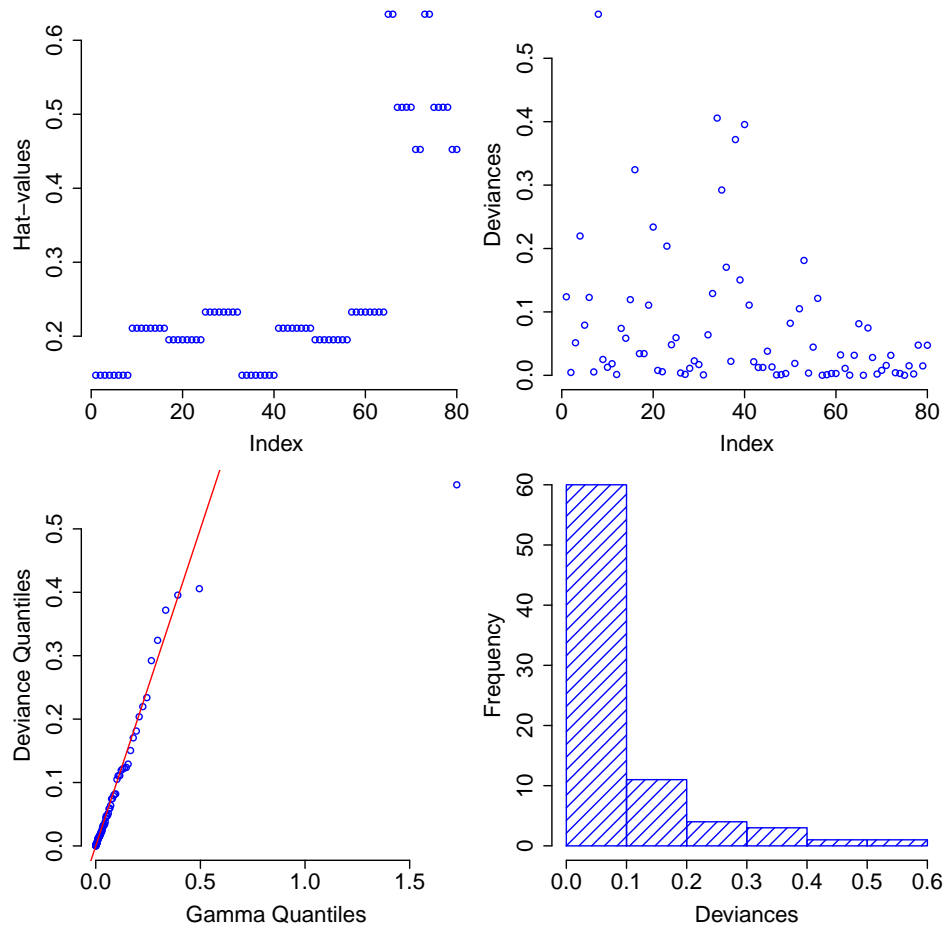 0.2 0.3 0.4 0.5 0.6
Hat−values
0 20 40 60 80
Index
0.0 0.1 0.2 0.3 0.4 0.5
Deviances
0 20 40 60 80
Index
0.0 0.1 0.2 0.3 0.4 0.5
Deviance Quantiles
0.0 0.5 1.0 1.5
Gamma Quantiles
0 10 20 30 40 50 60
Frequency
0.0 0.1 0.2 0.3 0.4 0.5 0.6
Deviances